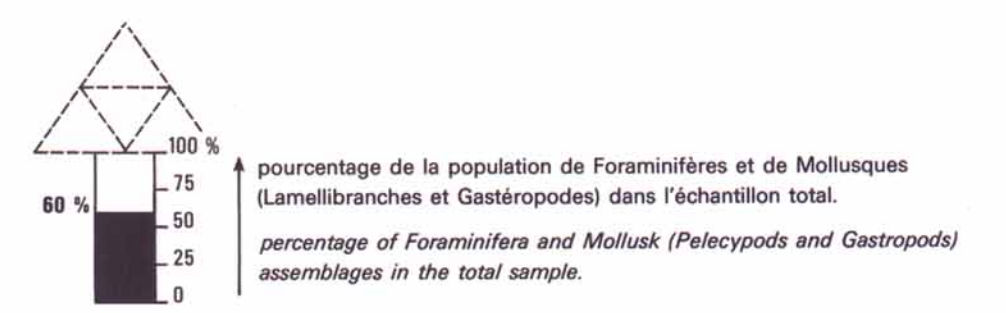 100 %
75
60 %
50
25
0
pourcentage de la population de Foraminifères et de Mollusques
(Lamellibranches et Gastéropodes) dans l'échantillon total.
percentage of Foraminifera and Mollusk (Pelecypods and Gastropods)
assemblages in the total sample.